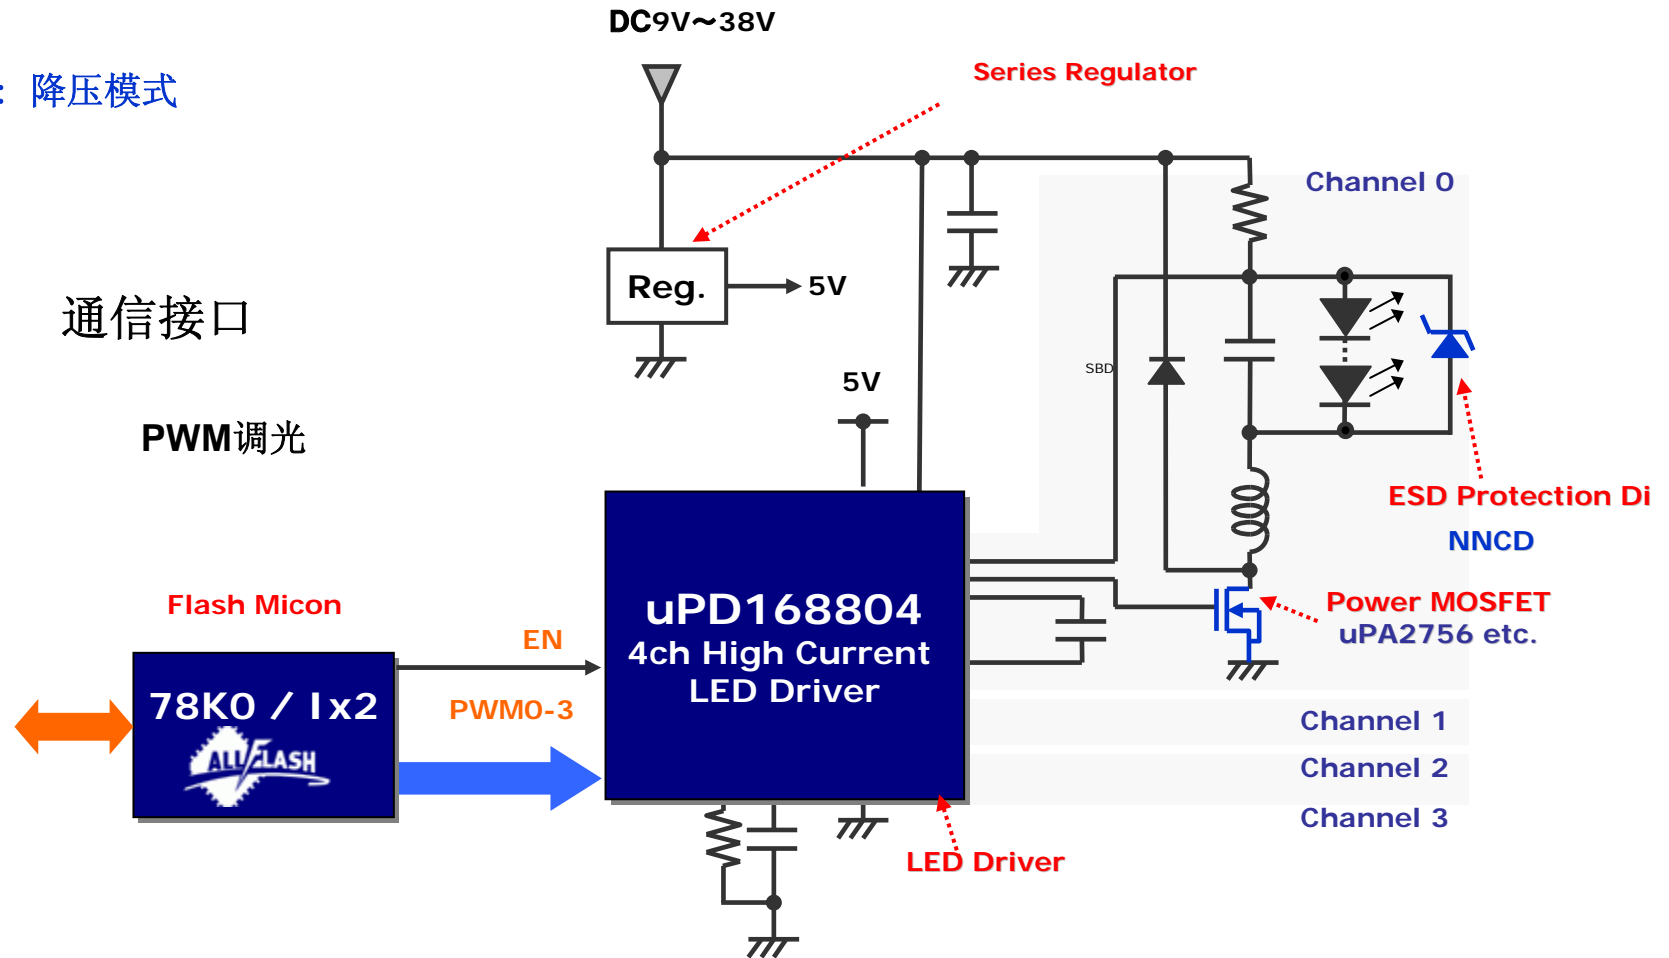 DC9V～38V
: 降压模式
Series Regulator
Channel 0
Reg.
5V
通信接口
SBD
5V
PWM调光
ESD Protection Di
NNCD
Flash Micon
EN
uPD168804
4ch High Current
LED Driver
Power MOSFET
uPA2756 etc.
78K0 / Ix2
ALL FLASH
PWM0-3
Channel 1
Channel 2
Channel 3
LED Driver